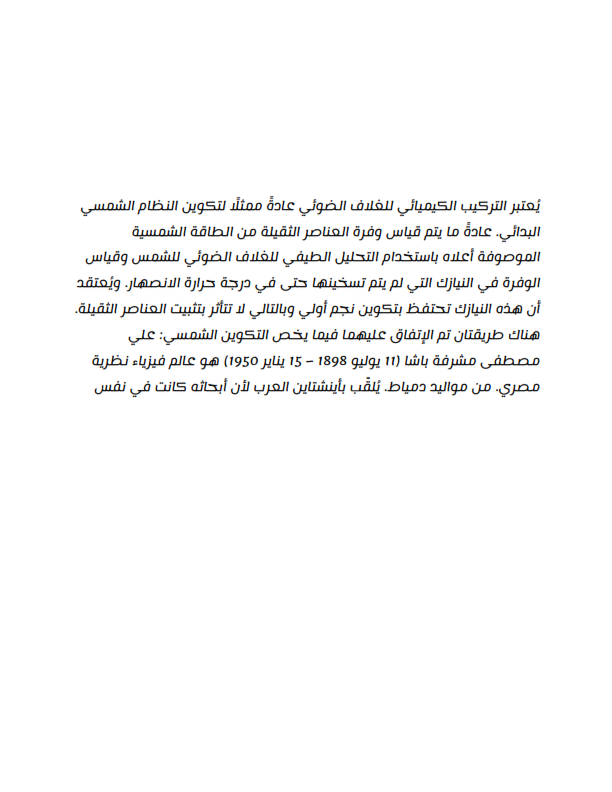 يُعتبر التركيب الكيميائي للغلاف الضوئي عادةً ممثلًا لتكوين النظام الشمسي
البدائي. عادةً ما يتم قياس وفرة العناصر الثقيلة من الطاقة الشمسية
الموصوفة أعلاه باستخدام التحليل الطيفي للغلاف الضوئي للشمس وقياس
الوفرة في النيازك التي لم يتم تسخينها حتى في درجة حرارة الانصهار. ويُعتقد
أن هذه النيازك تحتفظ بتكوين نجم أولي وبالتالي لا تتأثر بتثبيت العناصر الثقيلة.
هناك طريقتان تم الإتفاق عليهما فيما يخص التكوين الشمسي: علي
مصطفى مشرفة باشا (11 يوليو 1898 – 15 يناير 1950) هو عالم فيزياء نظرية
مصري. من مواليد دمياط. يُلقّب بأينشتاين العرب لأن أبحاثه كانت في نفس